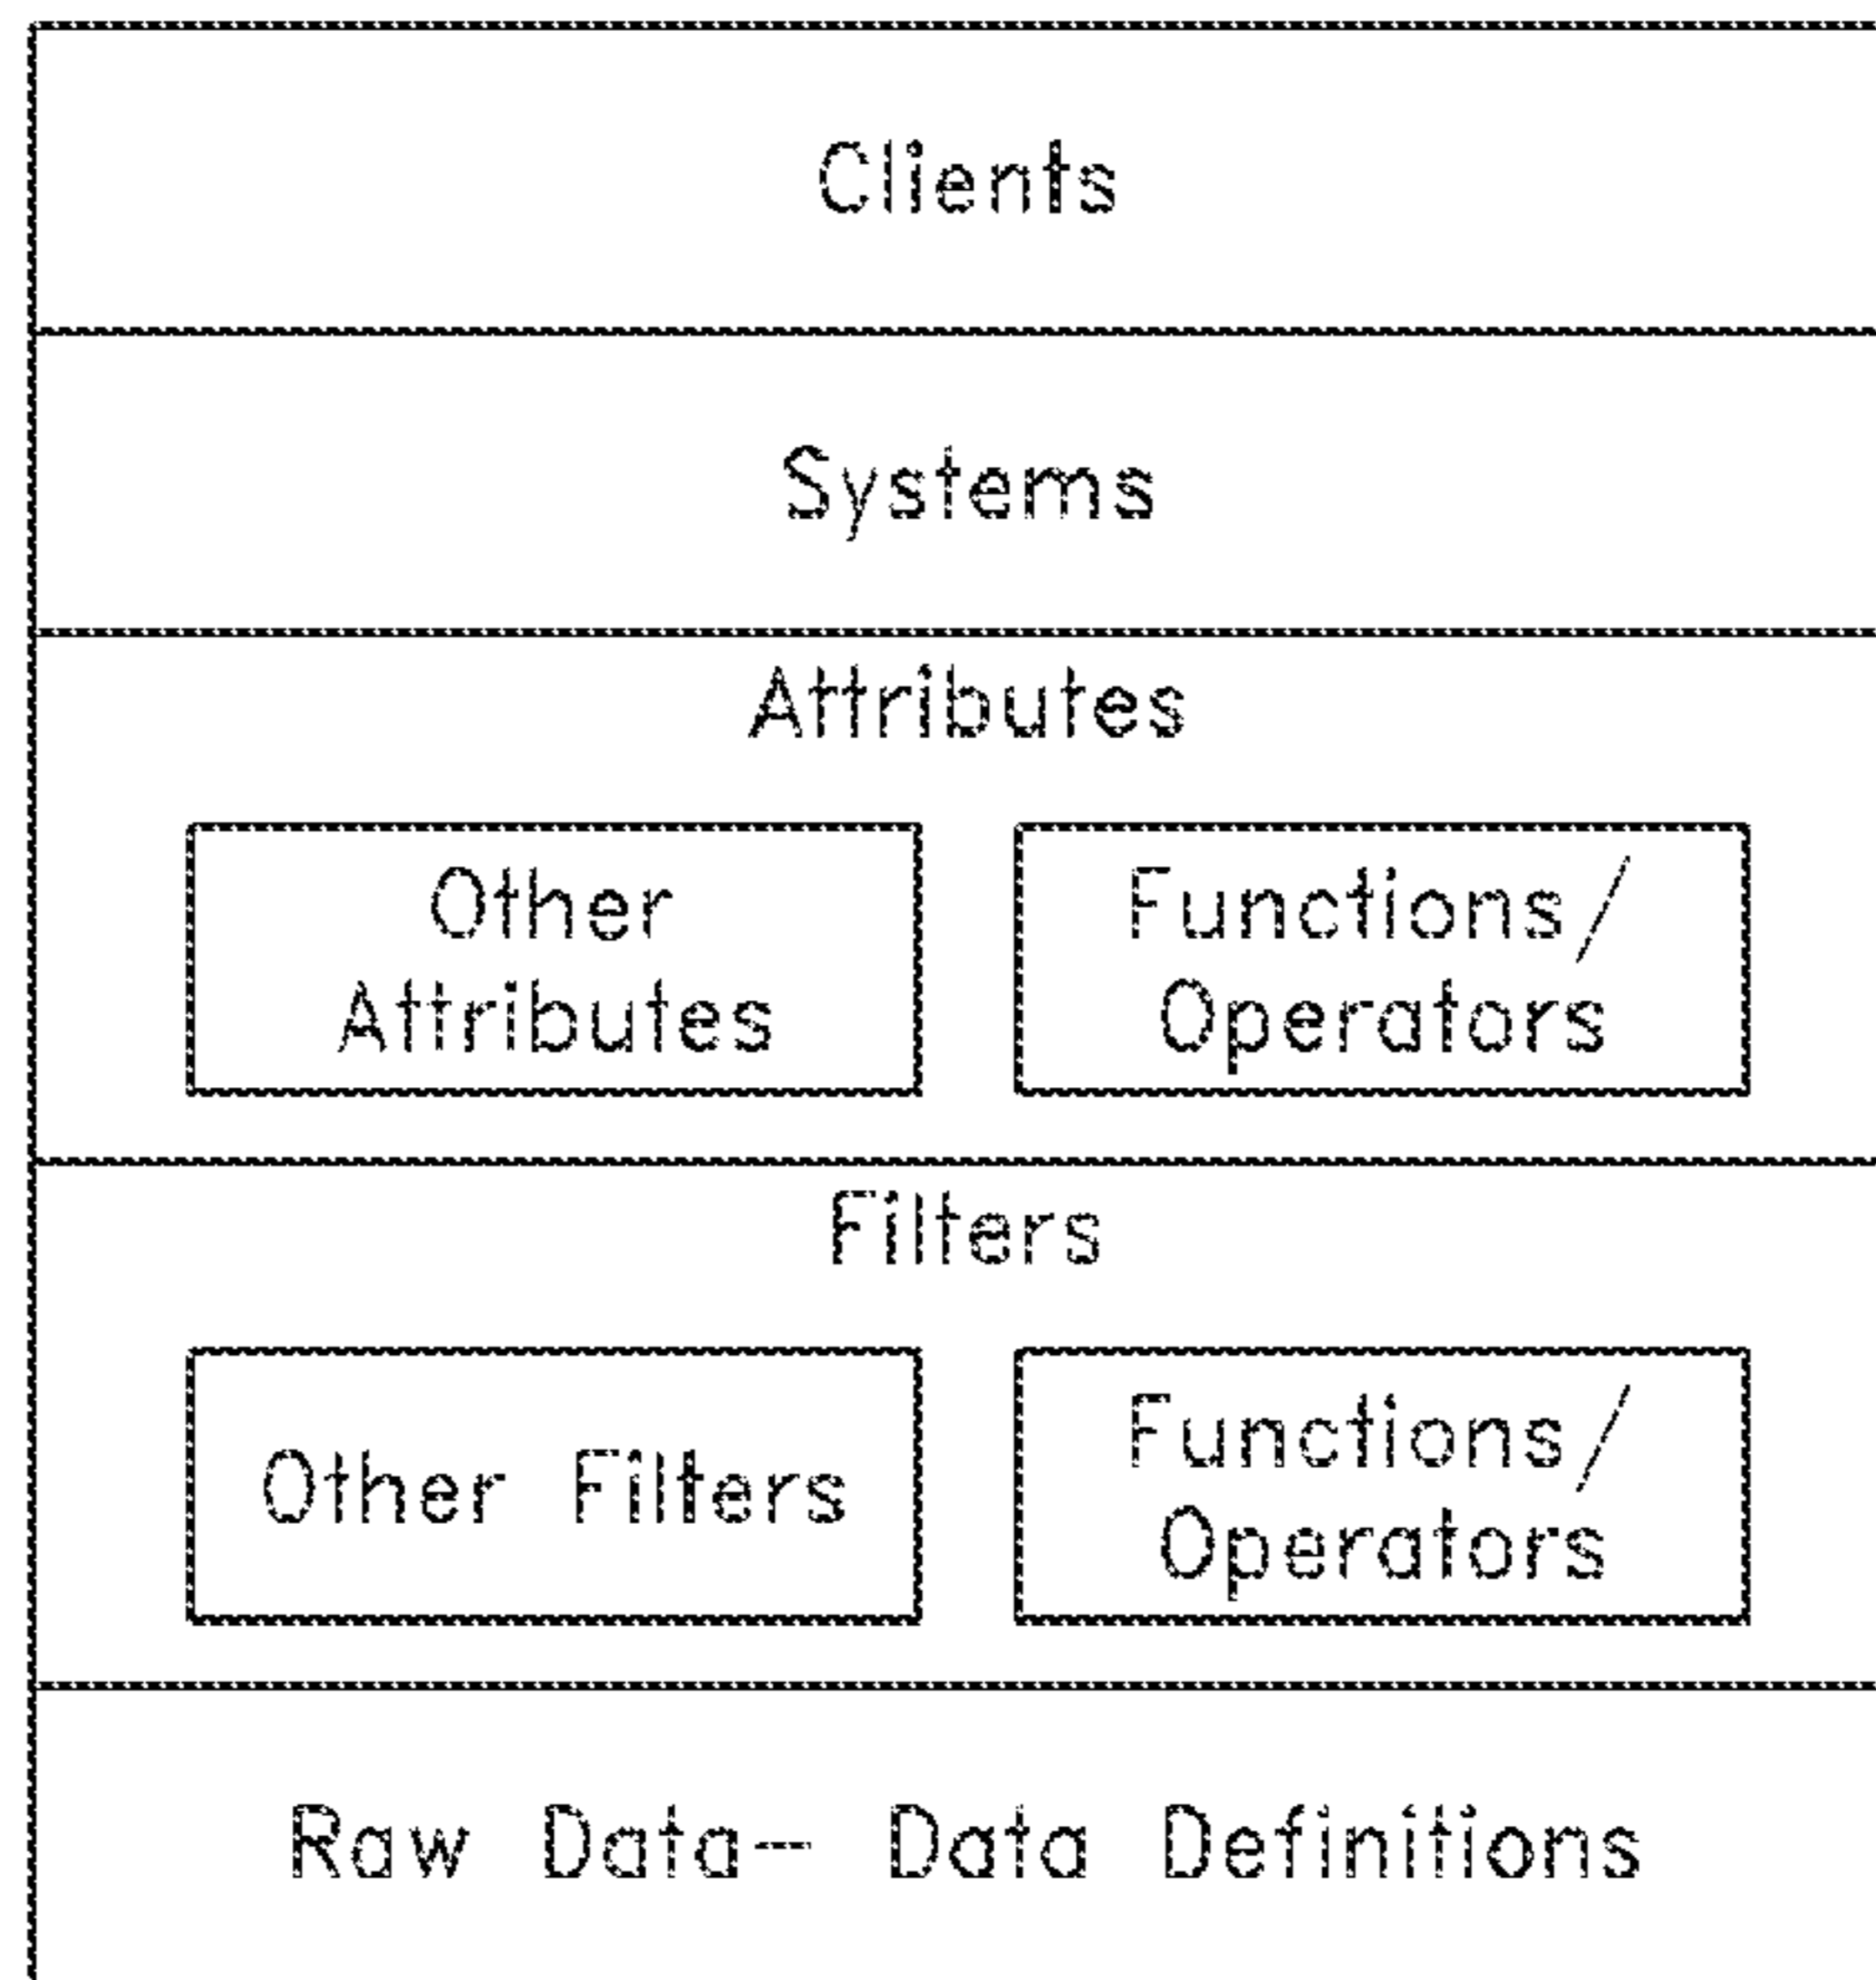 Clients
Systems
Attributes
Other
Attributes
Functions/
Operators
Filters
Other Filters
Functions/
Operators
Raw Data- Data Definitions